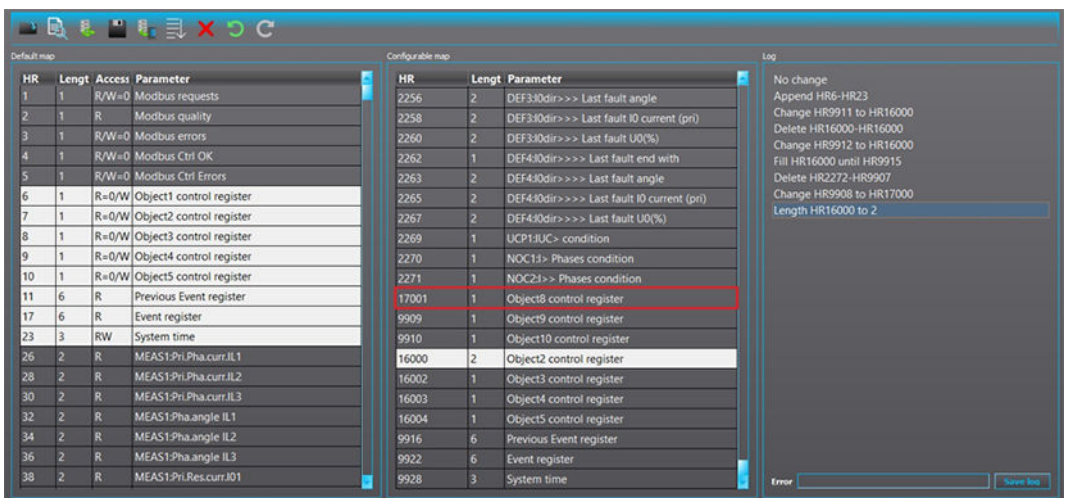 Default map
Configurable map
Log
HR Lengt Access Parameter
1 1 R/W=0 Modbus requests
2 1 R Modbus quality
3 1 R/W=0 Modbus errors
4 1 R/W=0 Modbus Ctrl OK
5 1 R/W=0 Modbus Ctrl Errors
6 1 R=0/W Object1 control register
7 1 R=0/W Object2 control register
8 1 R=0/W Object3 control register
9 1 R=0/W Object4 control register
10 1 R=0/W Object5 control register
11 6 R Previous Event register
17 6 R Event register
23 3 RW System time
26 2 R MEAS1:Pri.Pha.curr.IL1
28 2 R MEAS1:Pri.Pha.curr.IL2
30 2 R MEAS1:Pri.Pha.curr.IL3
32 2 R MEAS1:Pha.angle IL1
34 2 R MEAS1:Pha.angle IL2
36 2 R MEAS1:Pha.angle IL3
38 2 R MEAS1:Pri.Res.curr.I01
HR Lengt Parameter
2256 2 DEF3:I0dir>>> Last fault angle
2258 2 DEF3:I0dir>>> Last fault I0 current (pri)
2260 2 DEF3:I0dir>>> Last fault U0(%)
2262 1 DEF4:I0dir>>>> Last fault end with
2263 2 DEF4:I0dir>>>> Last fault angle
2265 2 DEF4:I0dir>>>> Last fault I0 current (pri)
2267 2 DEF4:I0dir>>>> Last fault U0(%)
2269 1 UCP1:IUC> condition
2270 1 NOC1:I> Phases condition
2271 1 NOC2:I>> Phases condition
17001 1 Object8 control register
9909 1 Object9 control register
9910 1 Object10 control register
16000 2 Object2 control register
16002 1 Object3 control register
16003 1 Object4 control register
16004 1 Object5 control register
9916 6 Previous Event register
9922 6 Event register
9928 3 System time
No change
Append HR6-HR23
Change HR9911 to HR16000
Delete HR16000-HR16000
Change HR9912 to HR16000
Fill HR16000 until HR9915
Delete HR2272-HR9907
Change HR9908 to HR17000
Length HR16000 to 2
Error
Save log